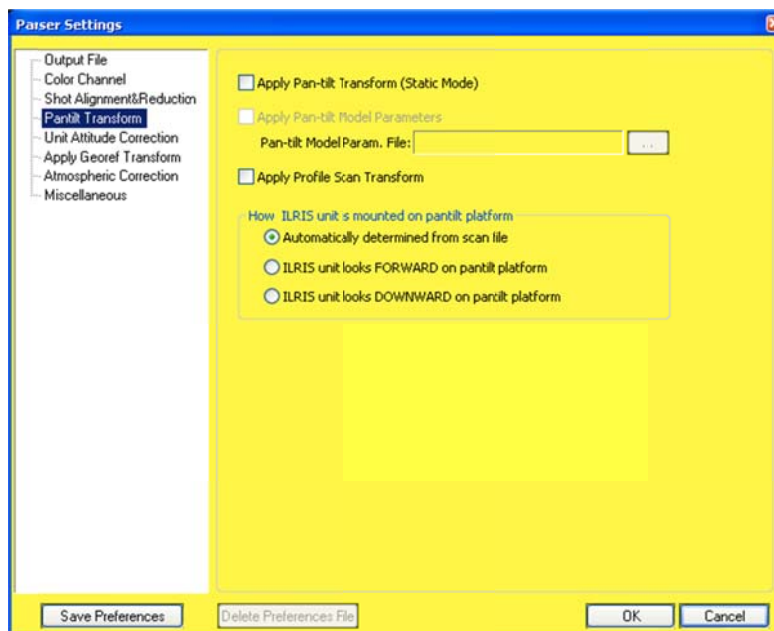 Parser Settings
Output File
Color Channel
Shot Alignment&Reduction
Pantilt Transform
Unit Attitude Correction
Apply Georef Transform
Atmospheric Correction
Miscellaneous
Apply Pan-tilt Transform (Static Mode)
Apply Pan-tilt Model Parameters
Pan-tilt Model Param. File:
...
Apply Profile Scan Transform
How ILRIS unit s mounted on pantilt platform
Automatically determined from scan file
ILRIS unit looks FORWARD on pantilt platform
ILRIS unit looks DOWNWARD on pantilt platform
Save Preferences
Delete Preferences File
OK
Cancel